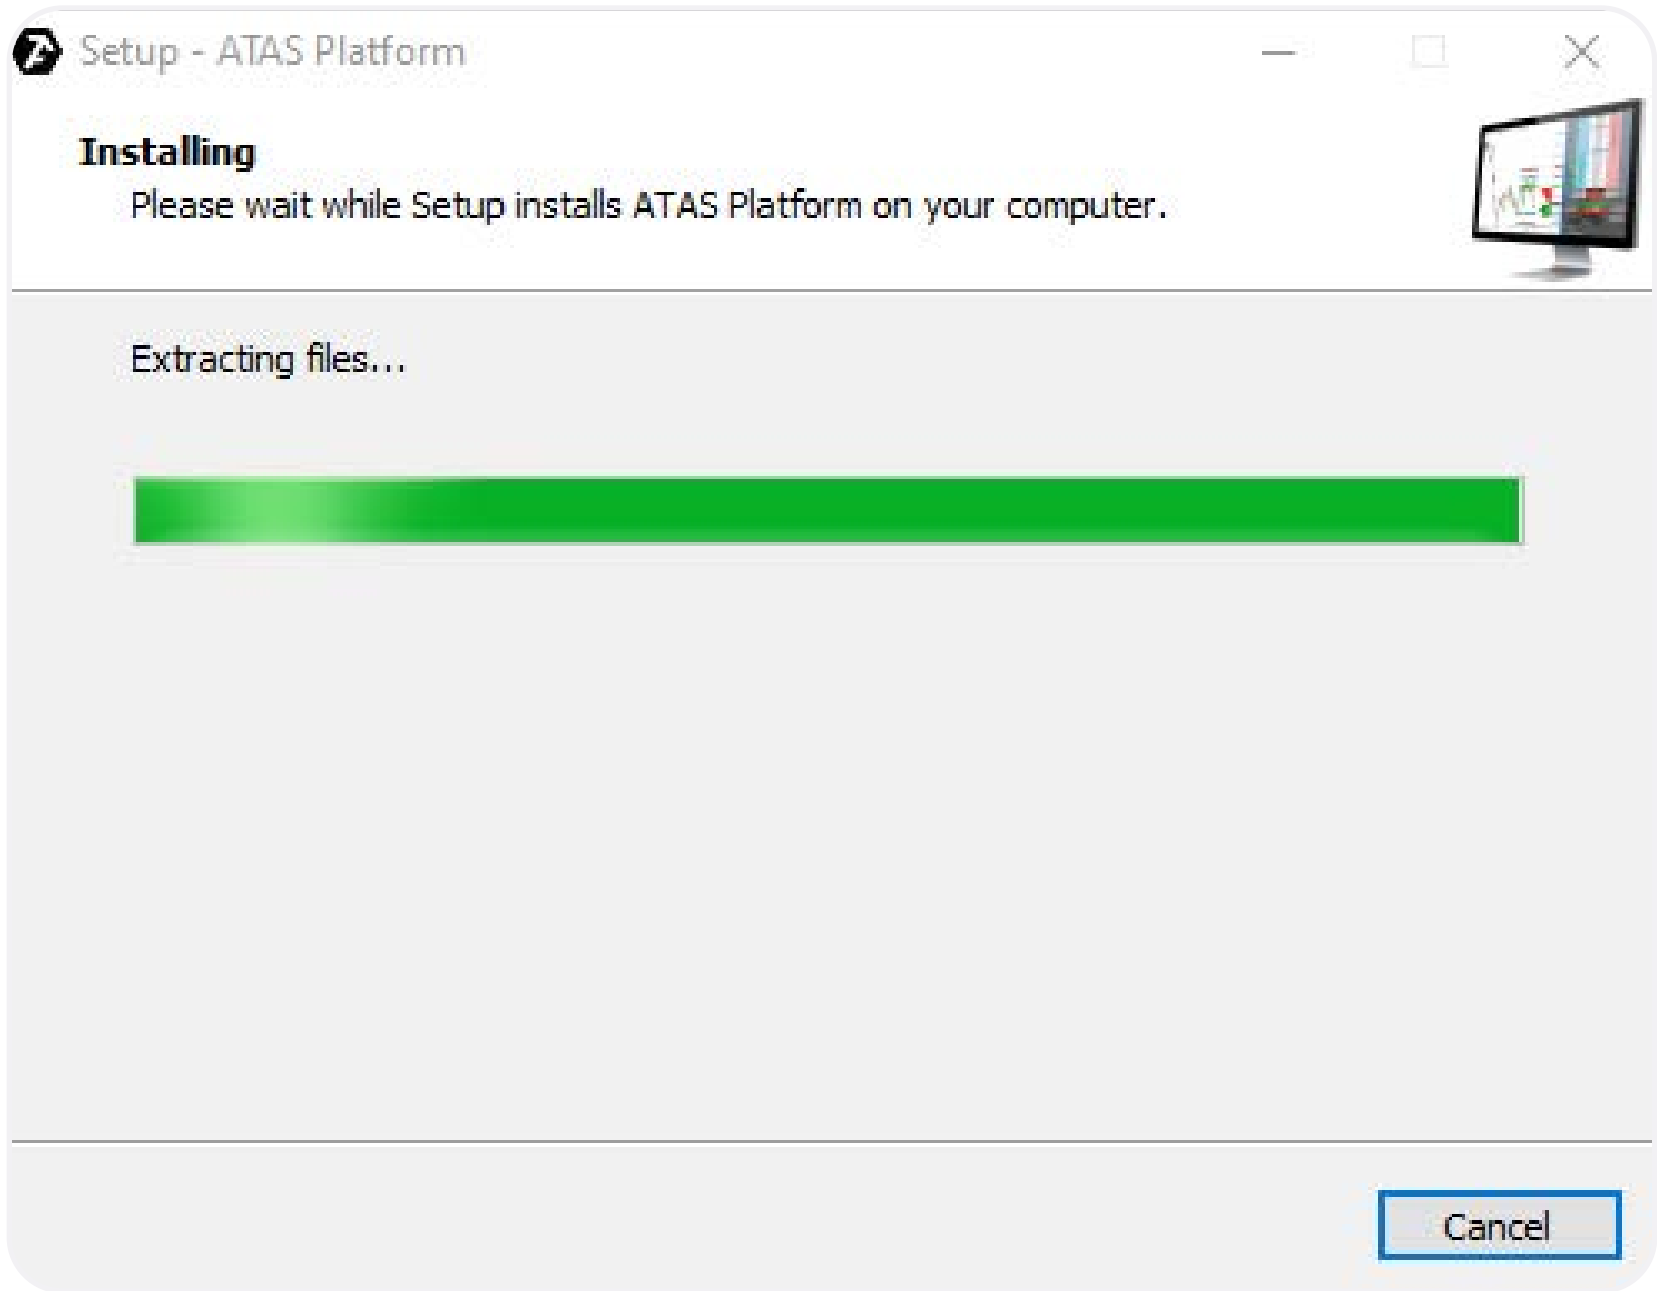 Setup - ATAS Platform
Installing
Please wait while Setup installs ATAS Platform on your computer.
Extracting files...
Cancel